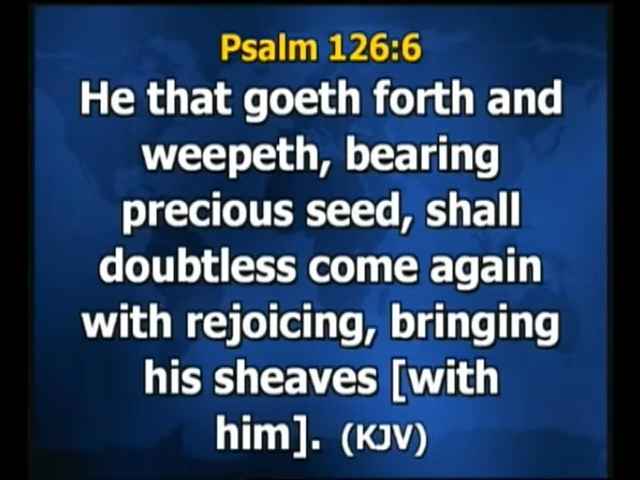 Psalm 126:6
He that goeth forth and
weepeth, bearing
precious seed, shall
doubtless come again
with rejoicing, bringing
his sheaves [with
him]. (KJV)